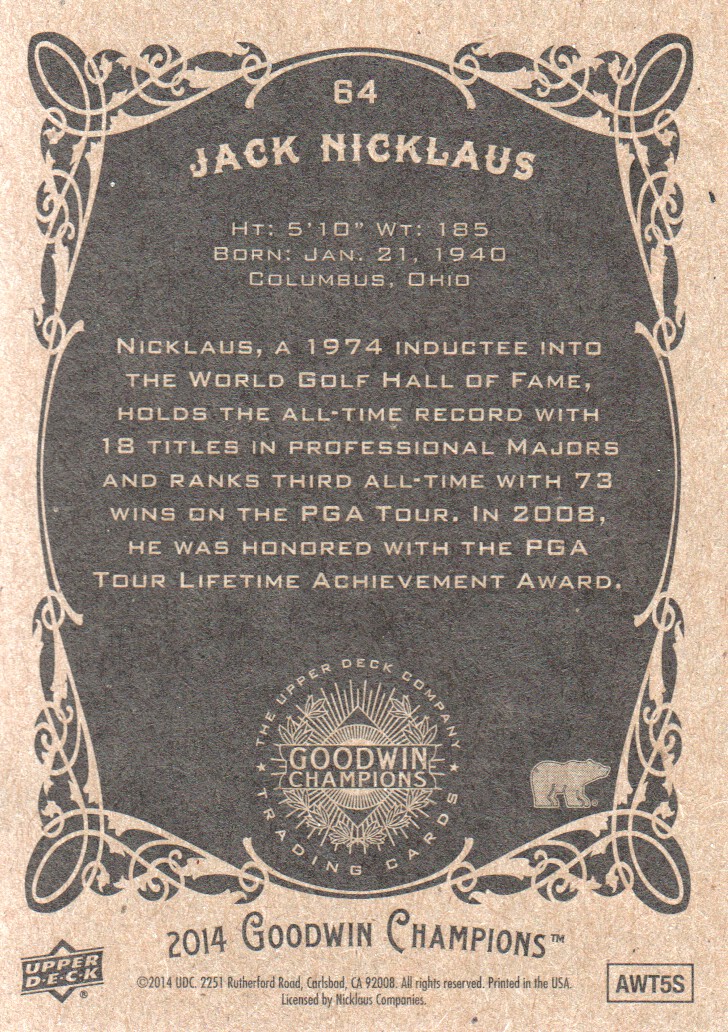 64
JACK NICKLAUS
HT: 5'10" WT: 185
BORN: JAN. 21, 1940
COLUMBUS, OHIO
NICKLAUS, A 1974 INDUCTEE INTO
THE WORLD GOLF HALL OF FAME,
HOLDS THE ALL-TIME RECORD WITH
18 TITLES IN PROFESSIONAL MAJORS
AND RANKS THIRD ALL-TIME WITH 73
WINS ON THE PGA TOUR. IN 2008,
HE WAS HONORED WITH THE PGA
TOUR LIFETIME ACHIEVEMENT AWARD.
THE UPPER DECK COMPANY
GOODWIN
CHAMPIONS
★ TRADING CARDS ★
2014 GOODWIN CHAMPIONS™
UPPER
D·E·C·K®
©2014 UDC. 2251 Rutherford Road, Carlsbad, CA 92008. All rights reserved. Printed in the USA.
Licensed by Nicklaus Companies.
AWT5S